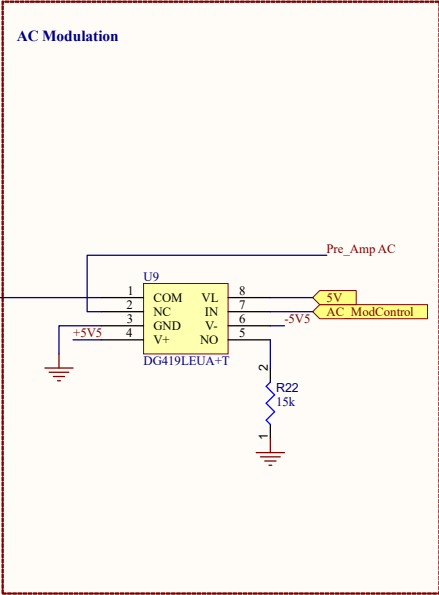 AC Modulation
Pre_Amp AC
U9
1 COM VL 8 5V
2 NC IN 7 AC_ModControl
3 GND V- 6 -5V5
+5V5 4 V+ NO 5
DG419LEUA+T
2
R22
15k
1